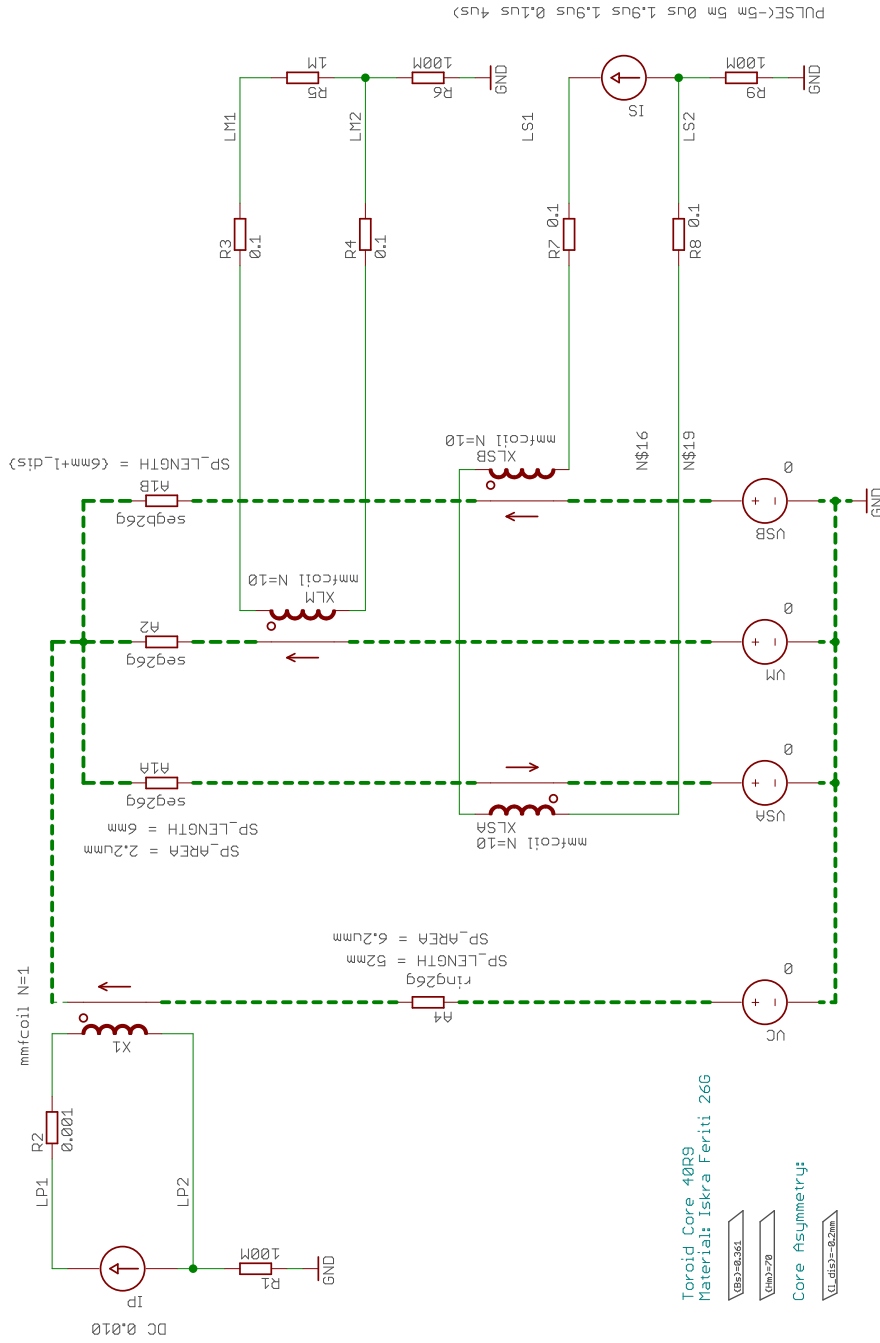 PULSE(-5m 5m 0us 1.9us 1.9us 0.1us 4us)
1M
R5
100M
R6
GND
IS
100M
R9
GND
LM1
LM2
LS1
LS2
R3
0.1
R4
0.1
R7
0.1
R8
0.1
SP_LENGTH = {6mm+l_dis}
A1B
segb26g
mmfcoil N=10
XLSB
N$16
N$19
0
VSB
GND
mmfcoil N=10
XLM
A2
seg26g
0
VM
A1A
seg26g
SP_LENGTH = 6mm
SP_AREA = 2.2umm
XLSA
mmfcoil N=10
0
VSA
SP_AREA = 6.2umm
SP_LENGTH = 52mm
ring26g
A4
0
VC
mmfcoil N=1
X1
R2
0.001
LP1
LP2
IP
DC 0.010
100M
R1
GND
Toroid Core 40R9
Material: Iskra Feriti 26G
(Bs)=0.361
(Hm)=70
Core Asymmetry:
(l_dis)=-0.2mm